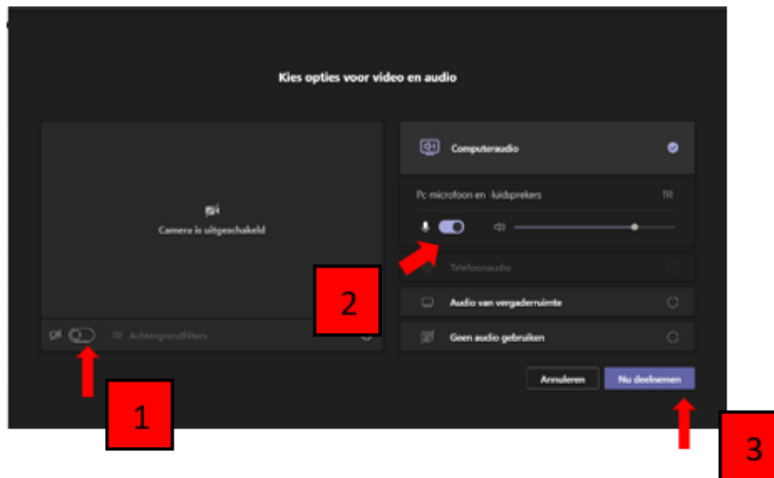 Kies opties voor video en audio
Computeraudio
Pc-microfoon en -luidsprekers
Camera is uitgeschakeld
2
Telefoonaudio
Audio van vergaderruimte
Achtergrondfilters
Geen audio gebruiken
Annuleren
Nu deelnemen
1
3